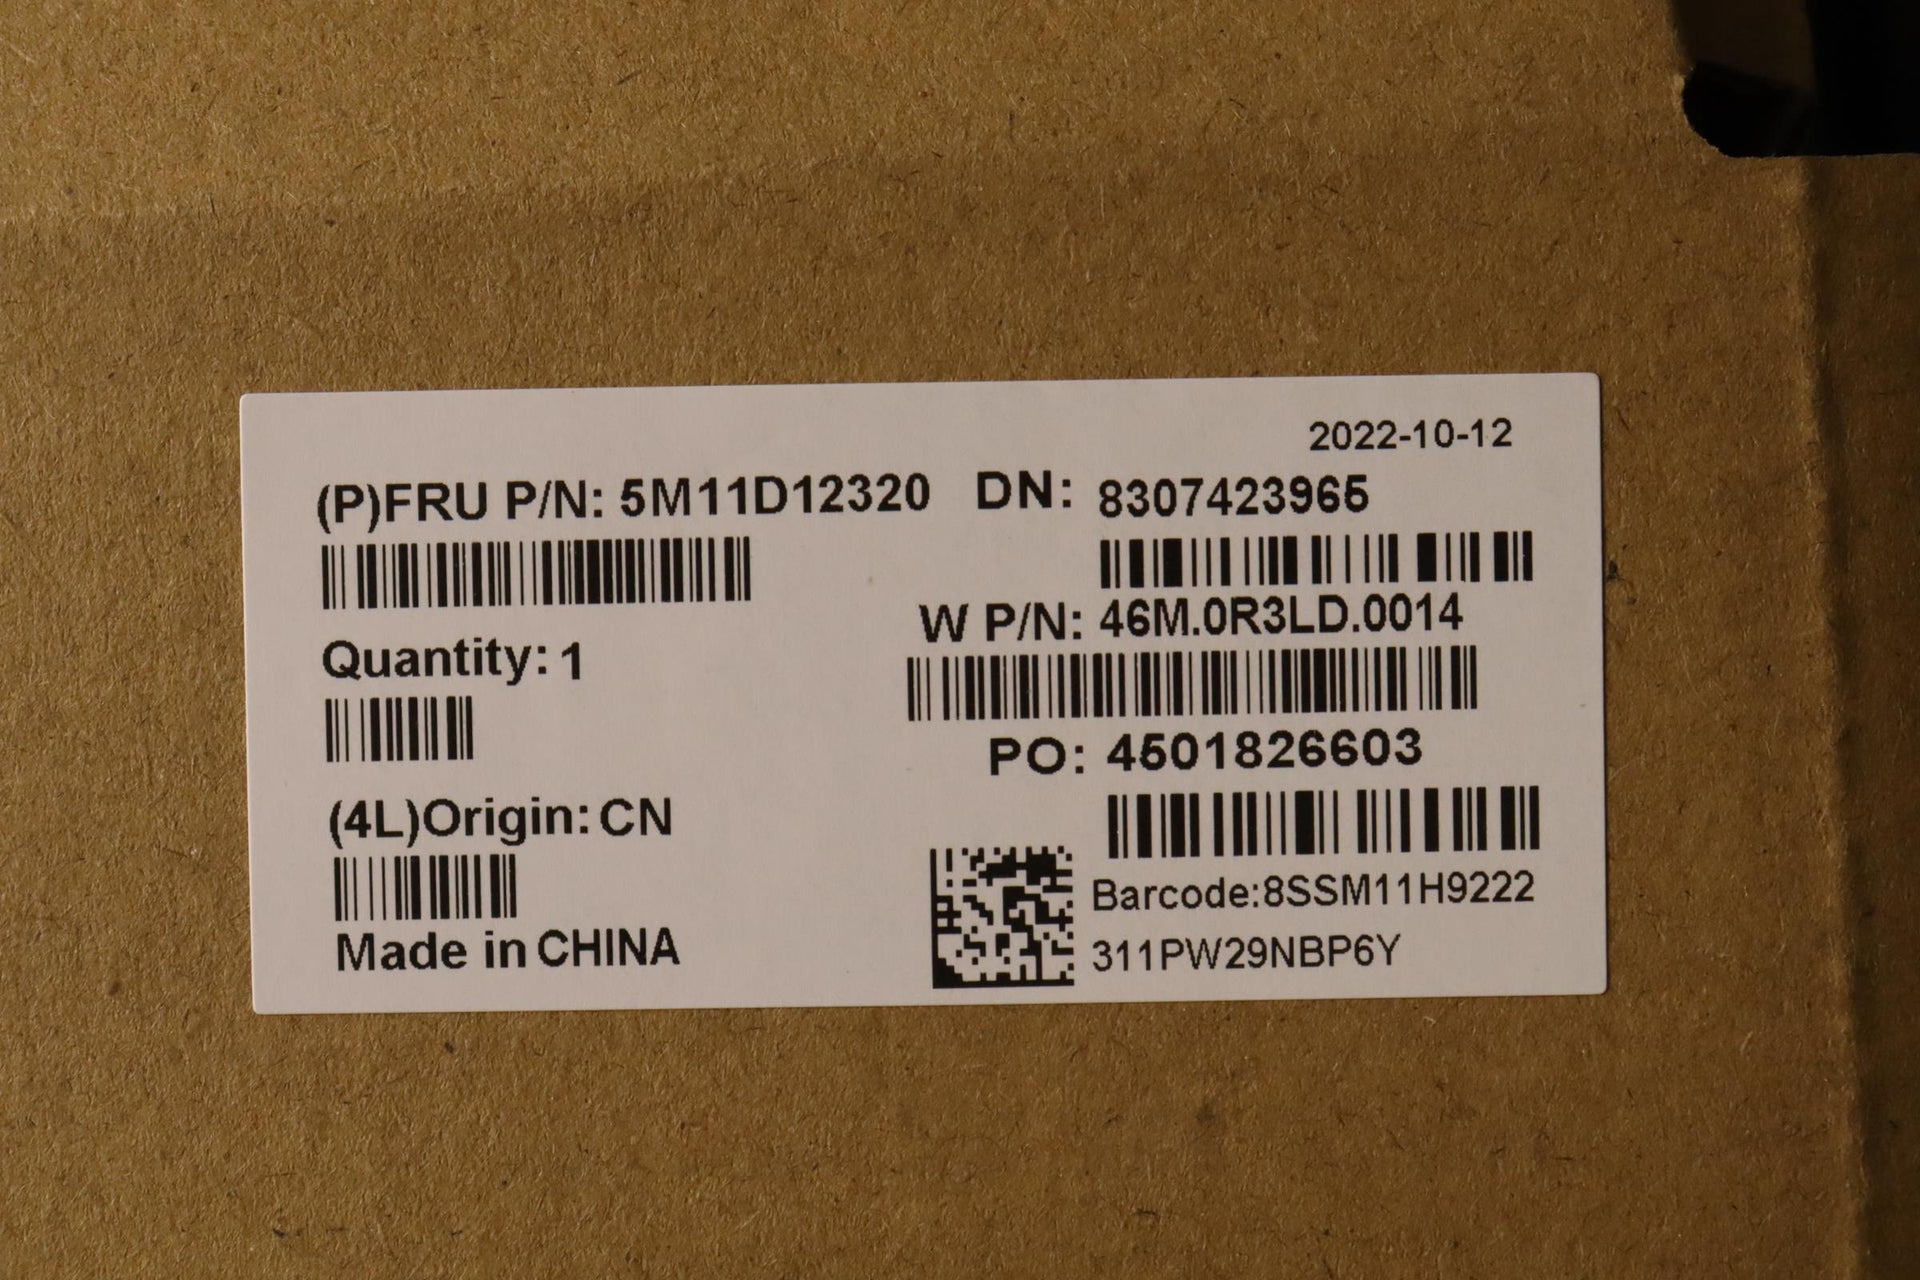 2022-10-12
(P)FRU P/N: 5M11D12320 DN: 8307423965
W P/N: 46M.0R3LD.0014
Quantity: 1
PO: 4501826603
(4L)Origin: CN
Barcode:8SSM11H9222
Made in CHINA 311PW29NBP6Y